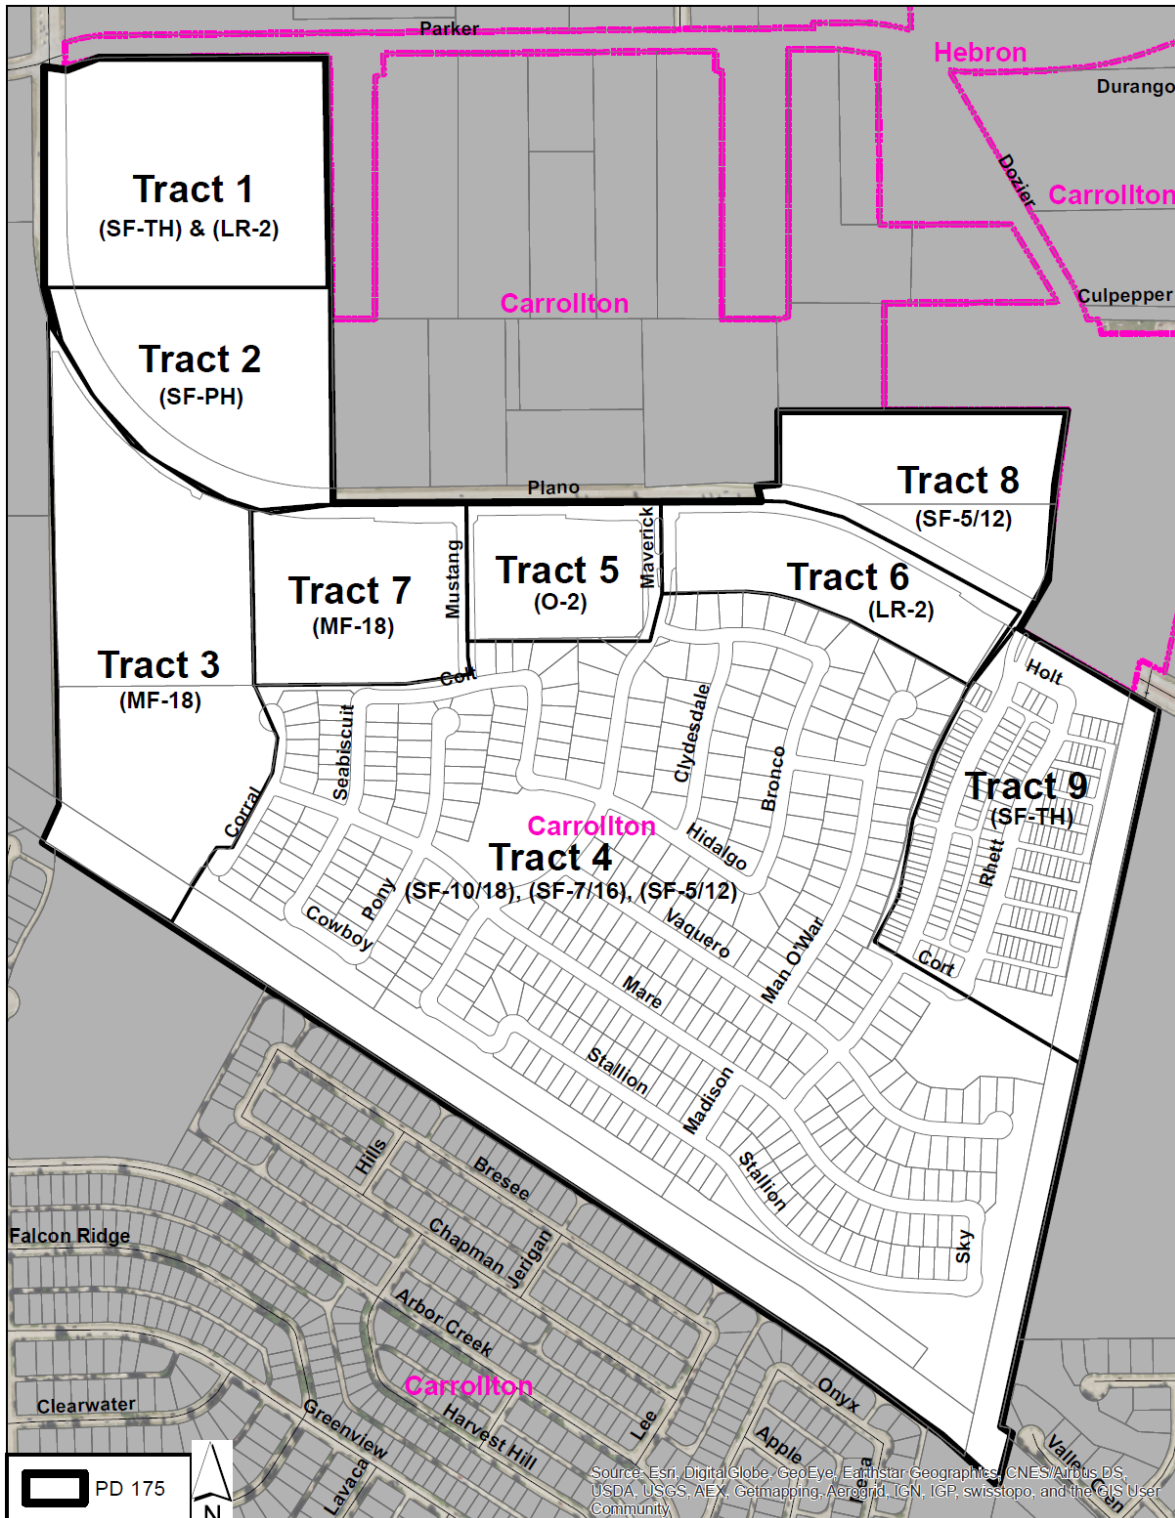 Parker
Hebron
Durango
Tract 1
(SF-TH) & (LR-2)
Dozier
Carrollton
Carrollton
Culpepper
Tract 2
(SF-PH)
Plano
Tract 8
(SF-5/12)
Mustang
Maverick
Tract 5
(O-2)
Tract 7
(MF-18)
Tract 6
(LR-2)
Tract 3
(MF-18)
Colt
Holt
Seabiscuit
Clydesdale
Bronco
Corral
Tract 9
(SF-TH)
Carrollton
Hidalgo
Rhett
Tract 4
(SF-10/18), (SF-7/16), (SF-5/12)
Pony
Cowboy
Vaquero
Man O'War
Cort
Mare
Stallion
Madison
Stallion
Sky
Hills
Bresee
Falcon Ridge
Chapman
Jerigan
Arbor Creek
Carrollton
Clearwater
Greenview
Harvest Hill
Lee
Onyx
Apple
Lavaca
PD 175
N
Source: Esri, DigitalGlobe, GeoEye, Earthstar Geographics, CNES/Airbus DS,
USDA, USGS, AEX, Getmapping, Aerogrid, IGN, IGP, swisstopo, and the GIS User
Community